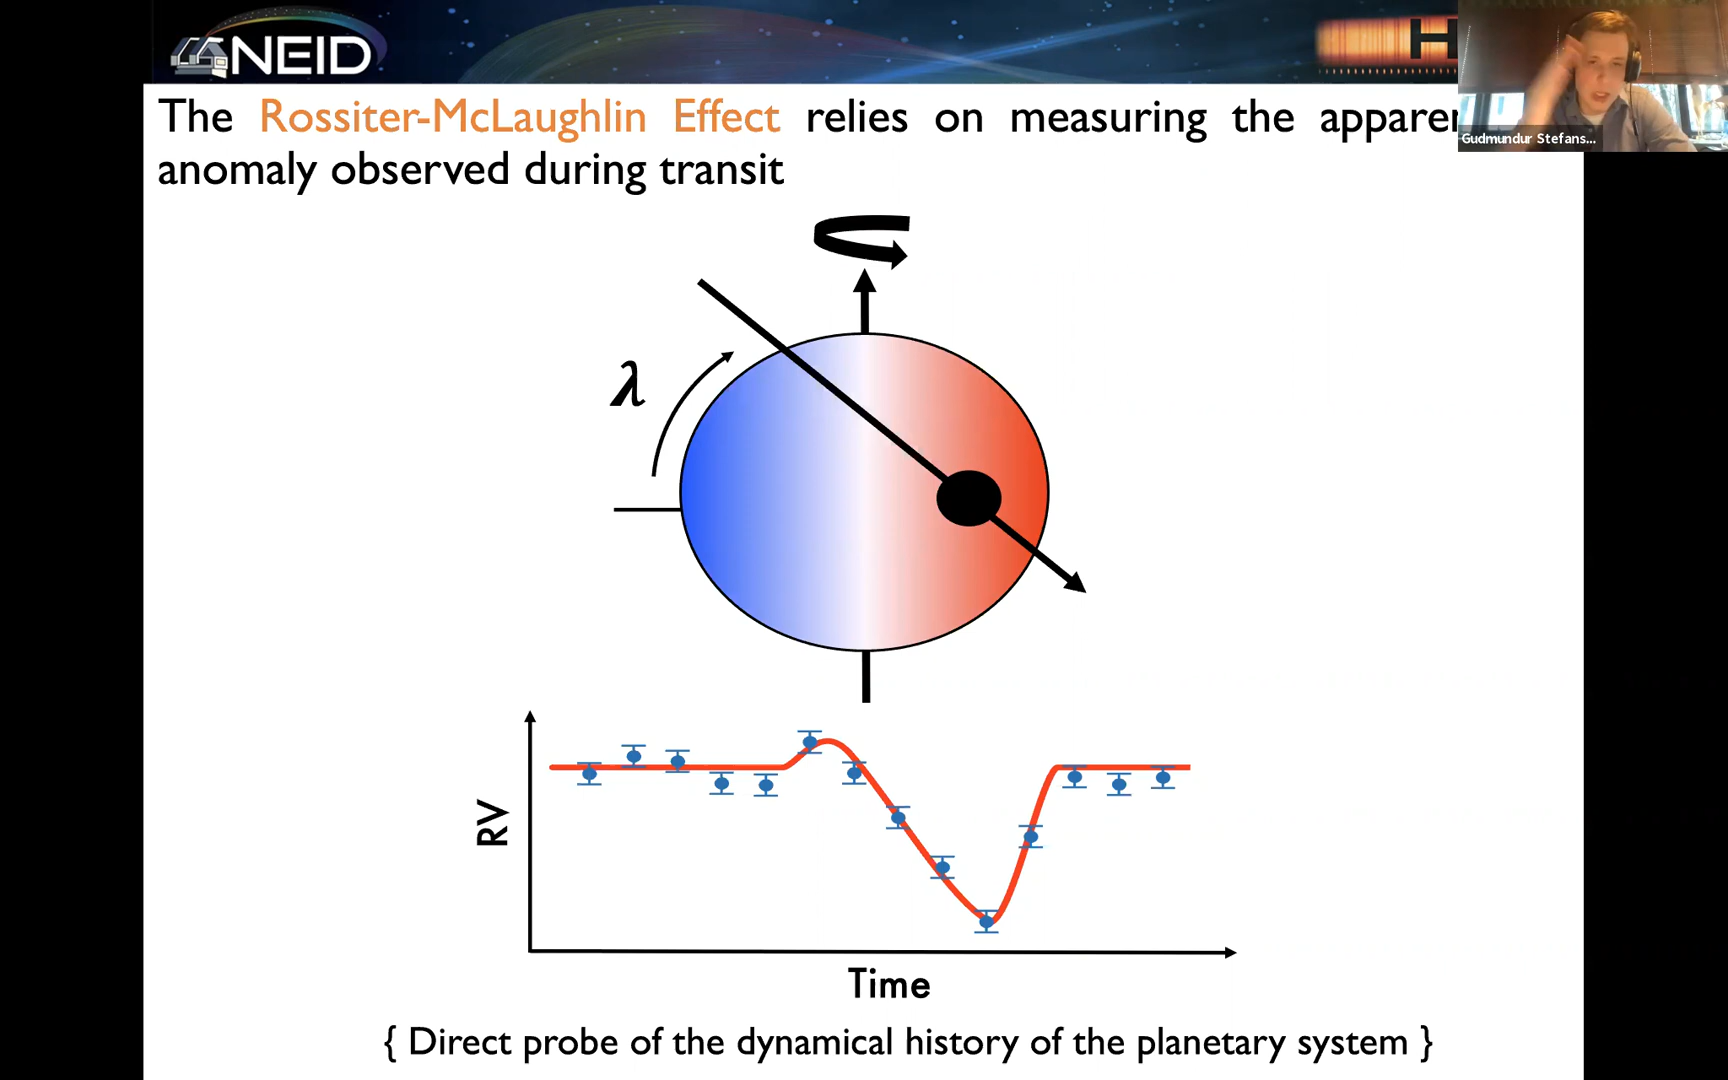 NEID
H
Gudmundur Stefans...
The Rossiter-McLaughlin Effect relies on measuring the
anomaly observed during transit
λ
RV
Time
{ Direct probe of the dynamical history of the planetary system }